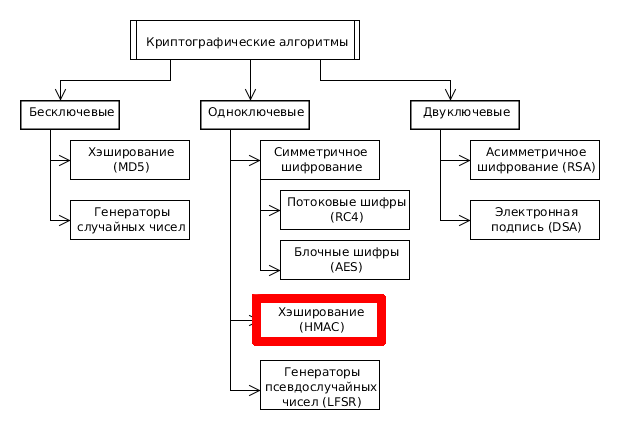 Криптографические алгоритмы
Бесключевые
Одноключевые
Двуключевые
Хэширование
(MD5)
Генераторы
случайных чисел
Симметричное
шифрование
Потоковые шифры
(RC4)
Блочные шифры
(AES)
Хэширование
(HMAC)
Генераторы
псевдослучайных
чисел (LFSR)
Асимметричное
шифрование (RSA)
Электронная
подпись (DSA)